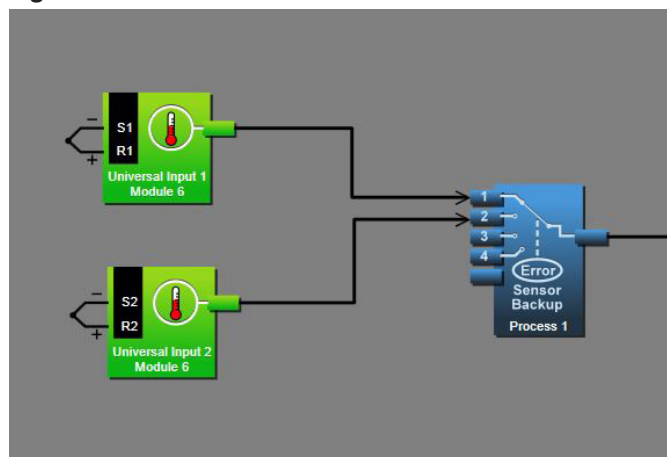 S1
R1
Universal Input 1
Module 6
S2
R2
Universal Input 2
Module 6
1
2
3
4
Error
Sensor
Backup
Process 1